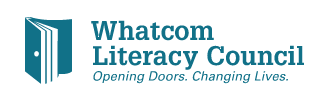 Whatcom
Literacy Council
Opening Doors. Changing Lives.